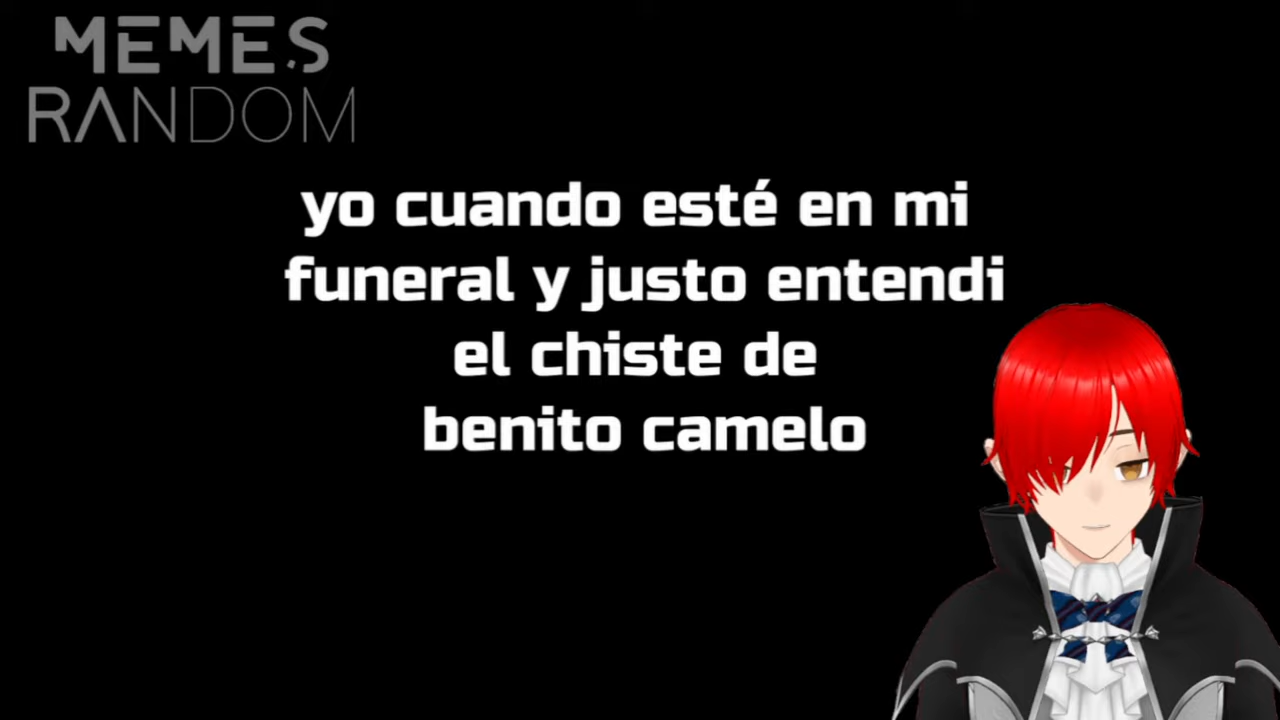 MEMES
RANDOM
yo cuando esté en mi
funeral y justo entendi
el chiste de
benito camelo